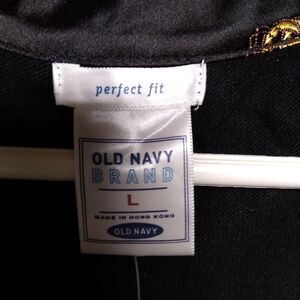 perfect fit
OLD NAVY
BRAND
L
MADE IN HONG KONG
OLD NAVY